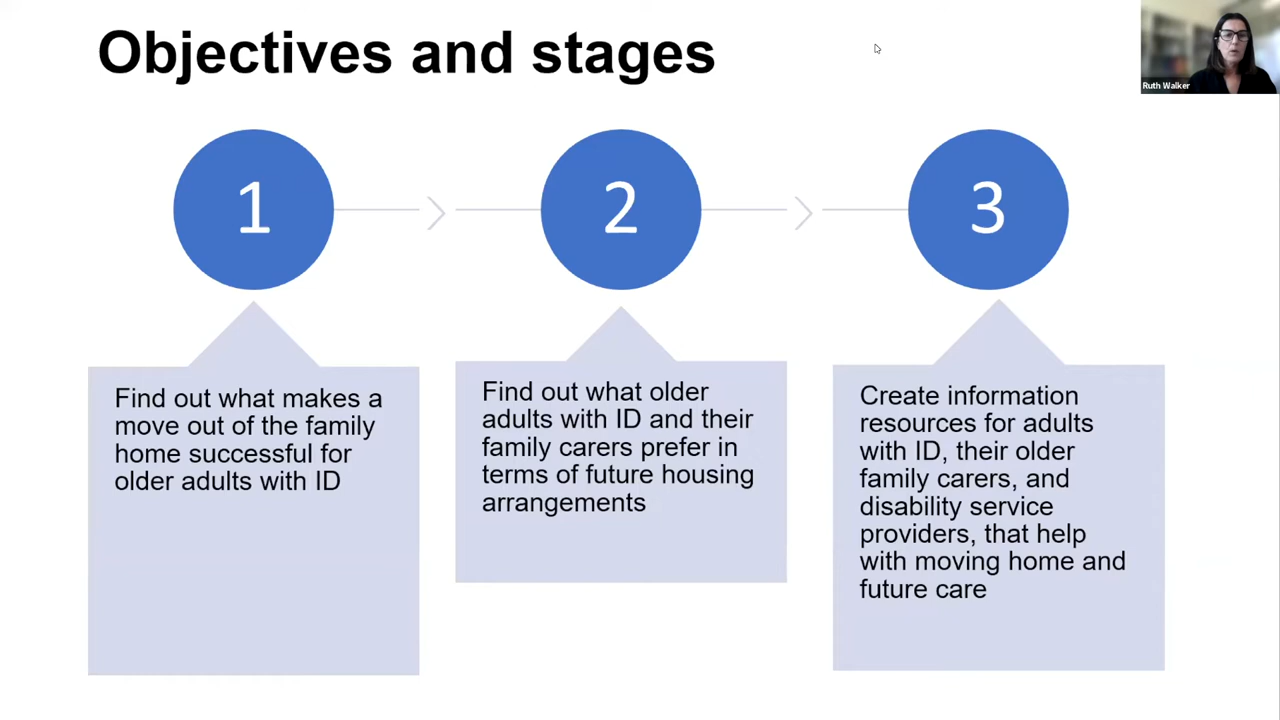 Objectives and stages
Ruth Walker
1
2
3
Find out what makes a
move out of the family
home successful for
older adults with ID
Find out what older
adults with ID and their
family carers prefer in
terms of future housing
arrangements
Create information
resources for adults
with ID, their older
family carers, and
disability service
providers, that help
with moving home and
future care